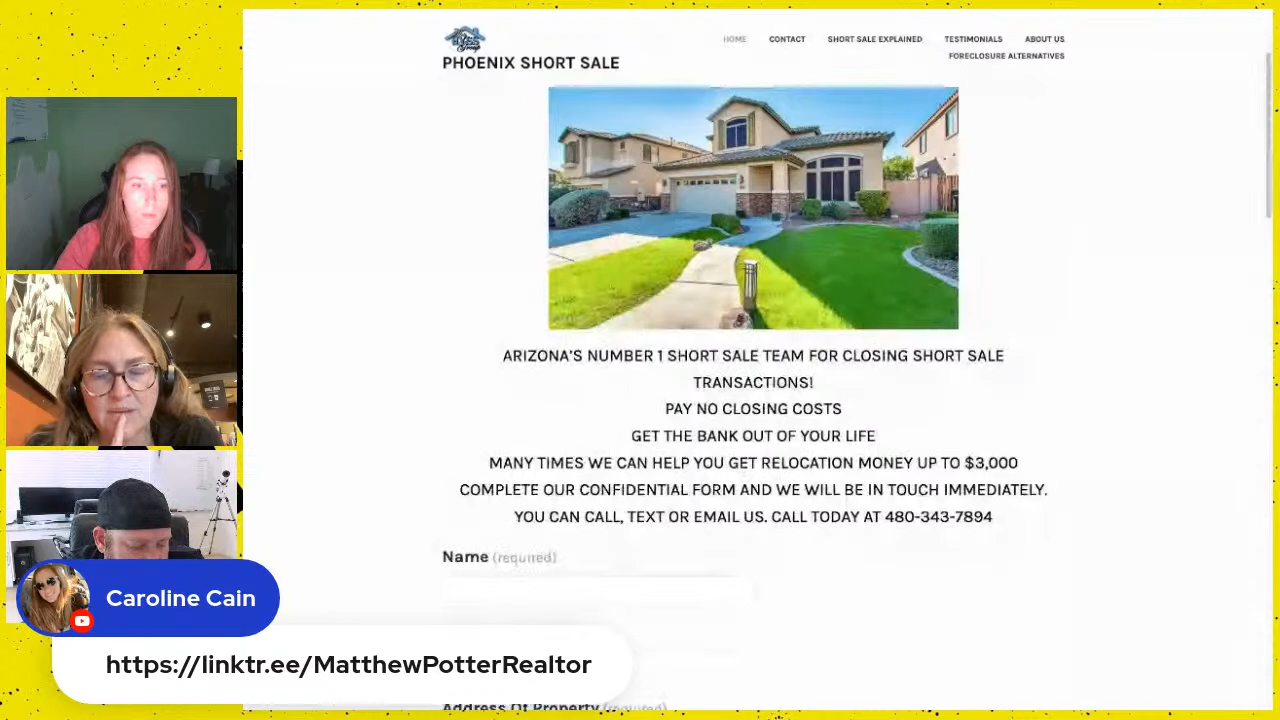 PHOENIX SHORT SALE
HOME CONTACT SHORT SALE EXPLAINED TESTIMONIALS ABOUT US
FORECLOSURE ALTERNATIVES
ARIZONA'S NUMBER 1 SHORT SALE TEAM FOR CLOSING SHORT SALE
TRANSACTIONS!
PAY NO CLOSING COSTS
GET THE BANK OUT OF YOUR LIFE
MANY TIMES WE CAN HELP YOU GET RELOCATION MONEY UP TO $3,000
COMPLETE OUR CONFIDENTIAL FORM AND WE WILL BE IN TOUCH IMMEDIATELY.
YOU CAN CALL, TEXT OR EMAIL US. CALL TODAY AT 480-343-7894
Name (required)
Address Of Property (required)
Caroline Cain
https://linktr.ee/MatthewPotterRealtor